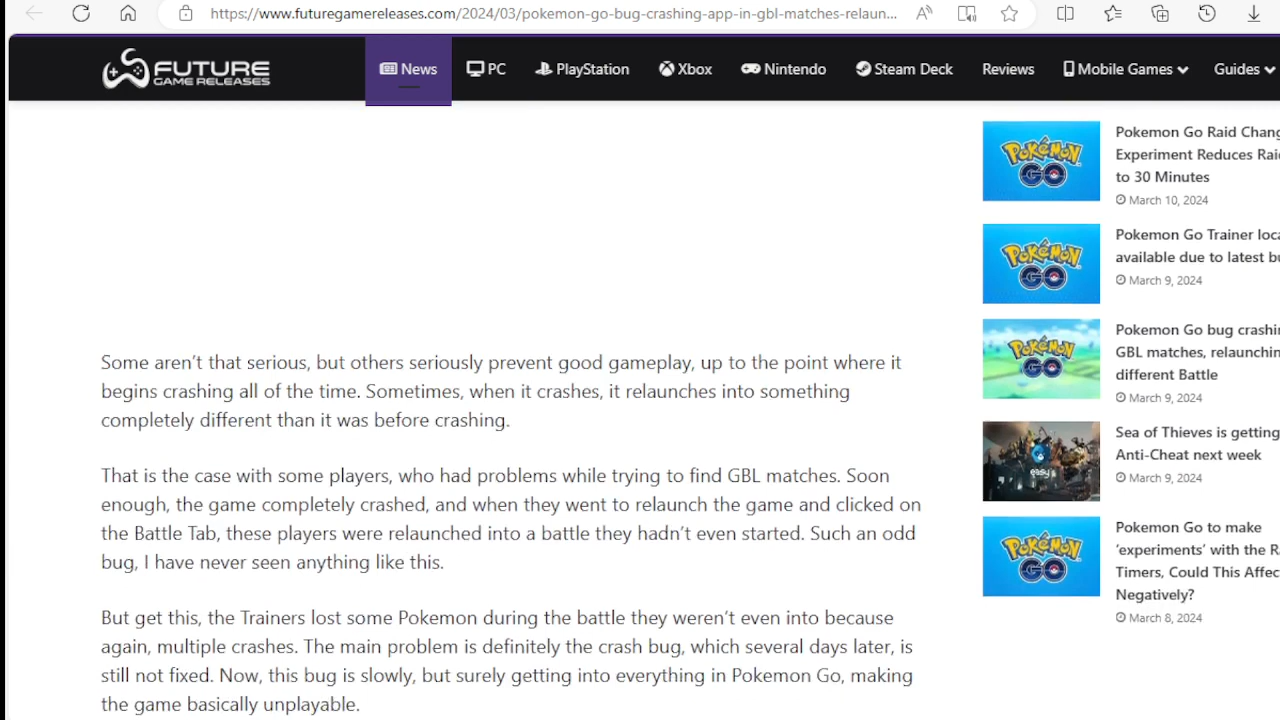 https://www.futuregamereleases.com/2024/03/pokemon-go-bug-crashing-app-in-gbl-matches-relaun...
FUTURE
GAME RELEASES
News
PC
PlayStation
Xbox
Nintendo
Steam Deck
Reviews
Mobile Games
Guides
Some aren't that serious, but others seriously prevent good gameplay, up to the point where it
begins crashing all of the time. Sometimes, when it crashes, it relaunches into something
completely different than it was before crashing.
That is the case with some players, who had problems while trying to find GBL matches. Soon
enough, the game completely crashed, and when they went to relaunch the game and clicked on
the Battle Tab, these players were relaunched into a battle they hadn't even started. Such an odd
bug, I have never seen anything like this.
But get this, the Trainers lost some Pokemon during the battle they weren't even into because
again, multiple crashes. The main problem is definitely the crash bug, which several days later, is
still not fixed. Now, this bug is slowly, but surely getting into everything in Pokemon Go, making
the game basically unplayable.
POKÉMON
GO
Pokemon Go Raid Chang
Experiment Reduces Raid
to 30 Minutes
March 10, 2024
POKÉMON
GO
Pokemon Go Trainer loca
available due to latest bu
March 9, 2024
POKÉMON
GO
Pokemon Go bug crashin
GBL matches, relaunchin
different Battle
March 9, 2024
easy
Sea of Thieves is getting
Anti-Cheat next week
March 9, 2024
POKÉMON
GO
Pokemon Go to make
'experiments' with the R
Timers, Could This Affec
Negatively?
March 8, 2024